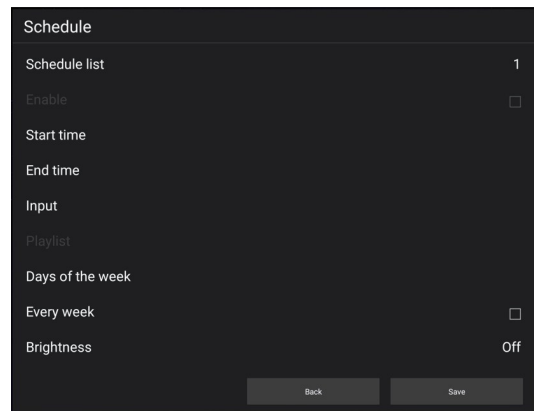 Schedule
Schedule list 1
Enable
Start time
End time
Input
Playlist
Days of the week
Every week
Brightness Off
Back Save